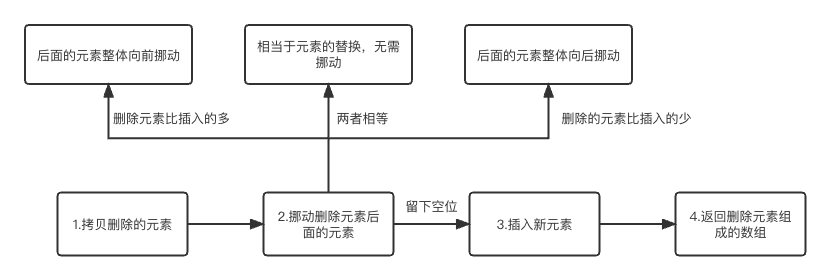 后面的元素整体向前挪动
相当于元素的替换，无需
挪动
后面的元素整体向后挪动
删除元素比插入的多
两者相等
删除的元素比插入的少
1.拷贝删除的元素
2.挪动删除元素后
面的元素
留下空位
3.插入新元素
4.返回删除元素组
成的数组